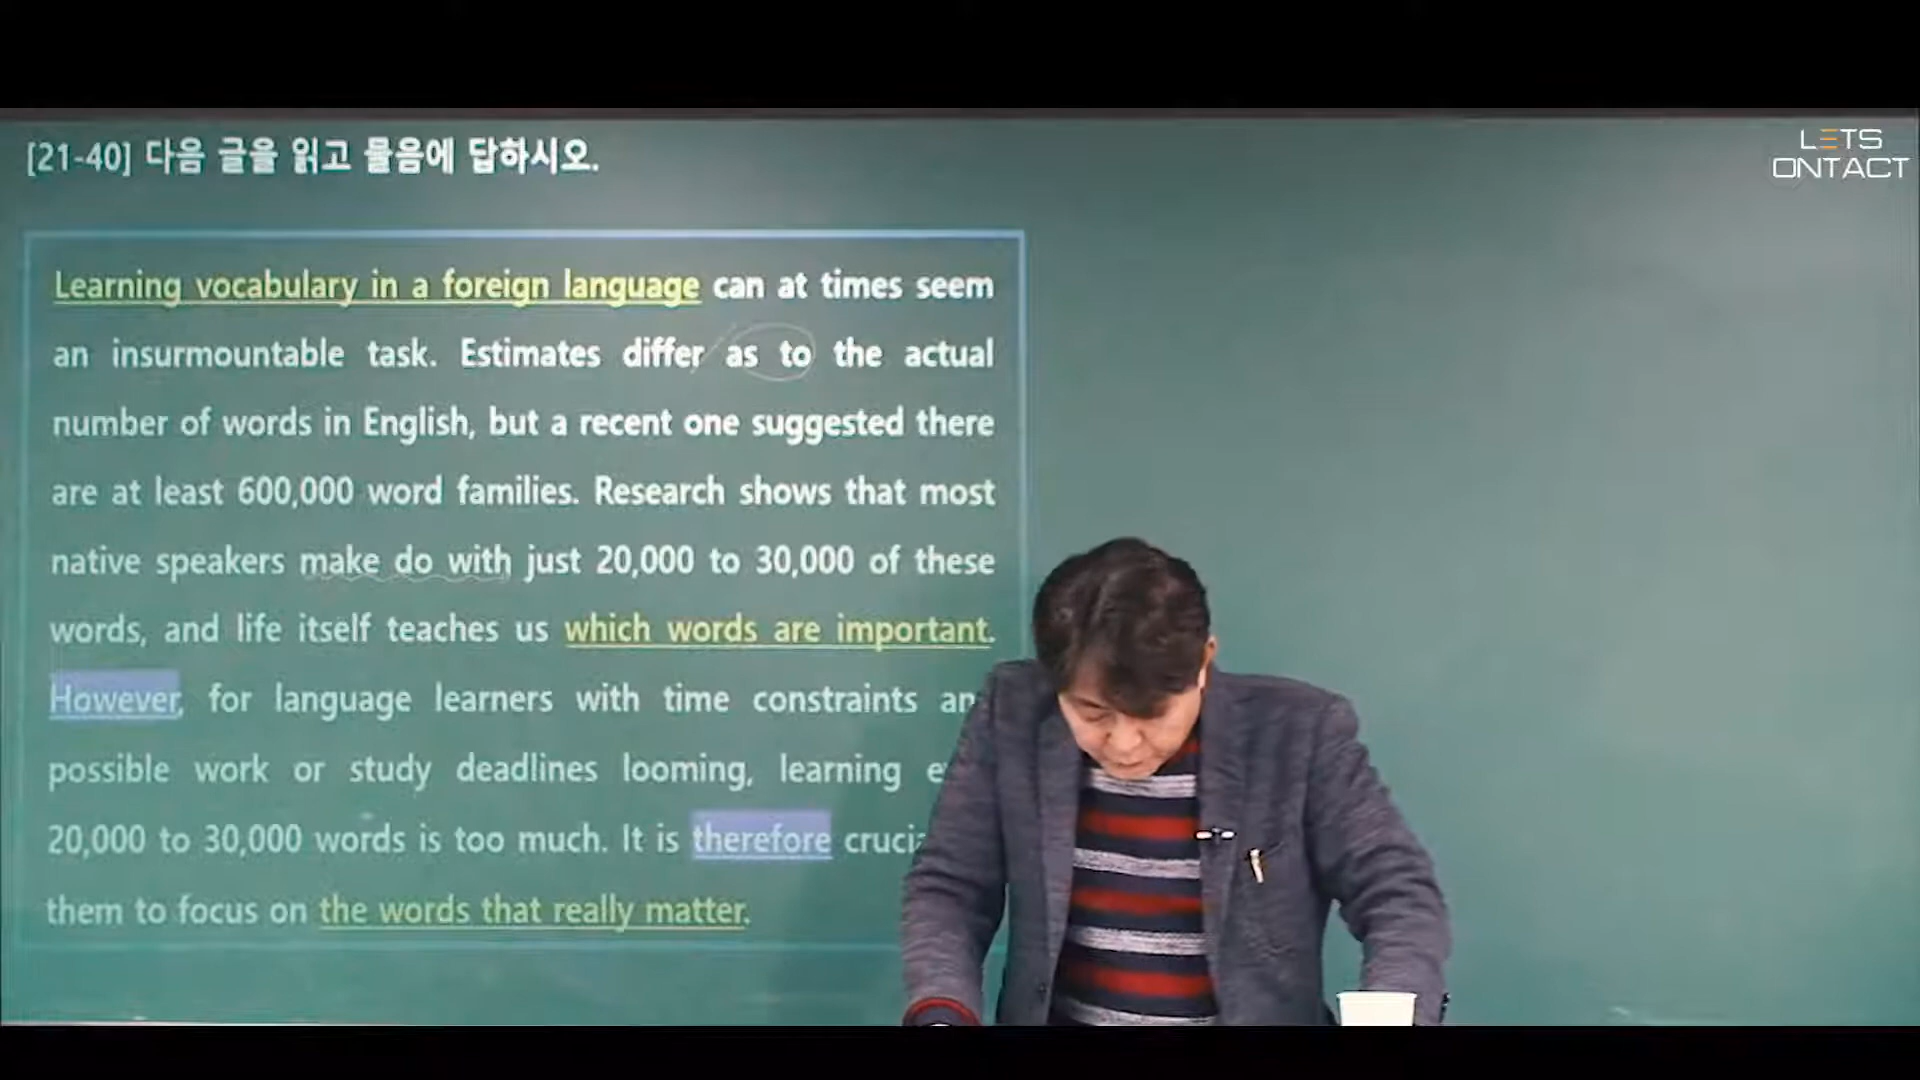 [21-40] 다음 글을 읽고 물음에 답하시오.
LETS
ONTACT
Learning vocabulary in a foreign language can at times seem
an insurmountable task. Estimates differ as to the actual
number of words in English, but a recent one suggested there
are at least 600,000 word families. Research shows that most
native speakers make do with just 20,000 to 30,000 of these
words, and life itself teaches us which words are important.
However, for language learners with time constraints
possible work or study deadlines looming, learning
20,000 to 30,000 words is too much. It is therefore
them to focus on the words that really matter.